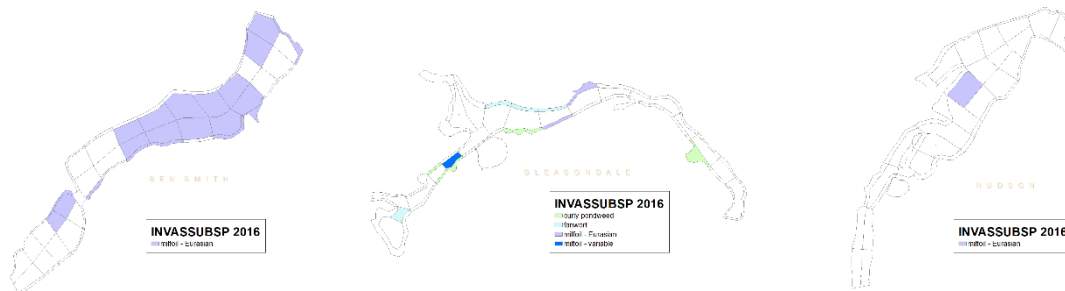 BEN SMITH
INVASSUBSP 2016
milfoil - Eurasian
GLEASONDALE
INVASSUBSP 2016
curly pondweed
fanwort
milfoil - Eurasian
milfoil - variable
HUDSON
INVASSUBSP 2016
milfoil - Eurasian